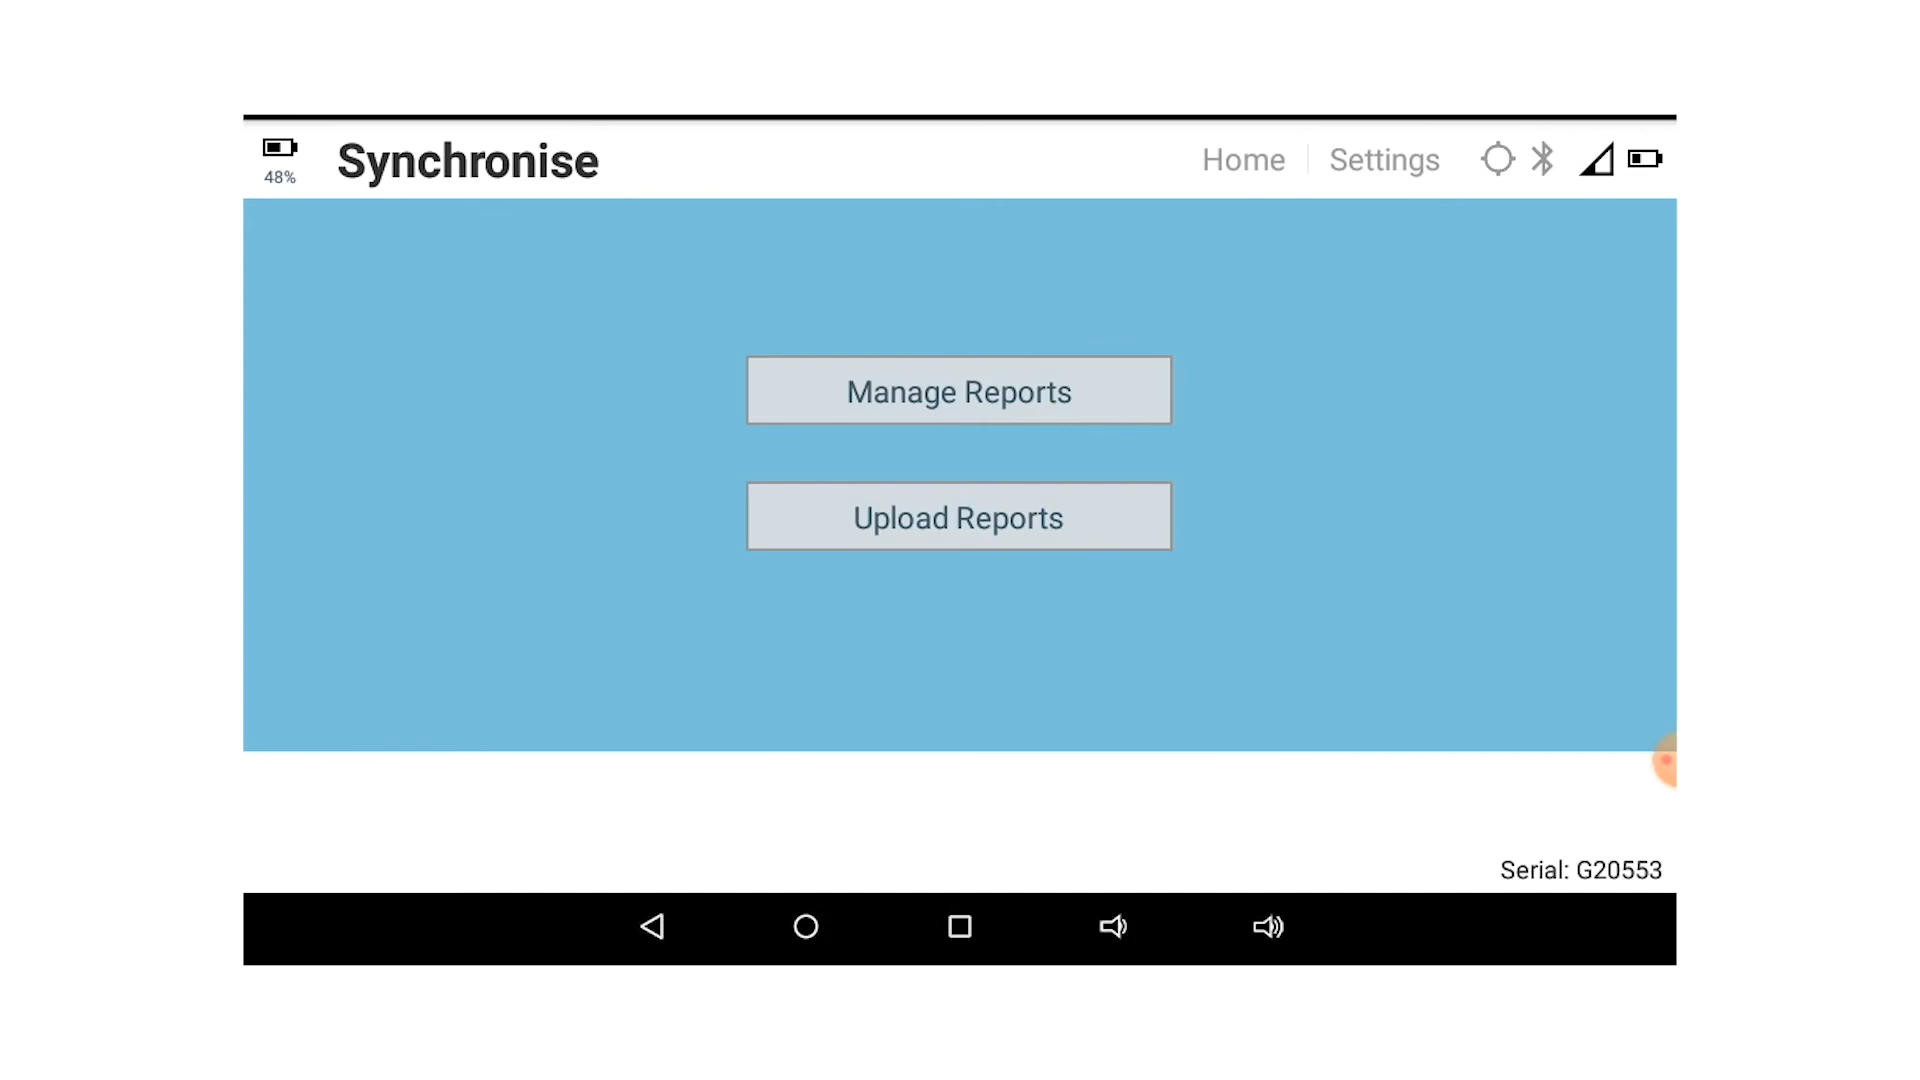 48%
Synchronise
Home
Settings
Manage Reports
Upload Reports
Serial: G20553